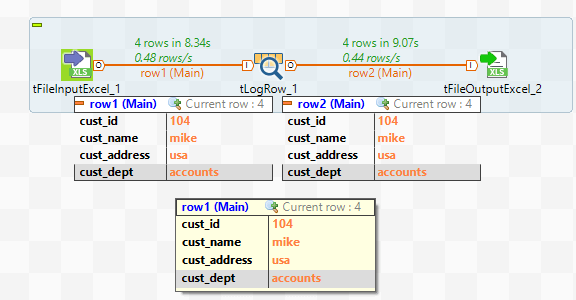 4 rows in 8.34s
0.48 rows/s
row1 (Main)
4 rows in 9.07s
0.44 rows/s
row2 (Main)
XLS
O
I
O
I
XLS
tFileInputExcel_1
tLogRow_1
tFileOutputExcel_2
row1 (Main) Current row : 4
cust_id 104
cust_name mike
cust_address usa
cust_dept accounts
row2 (Main) Current row : 4
cust_id 104
cust_name mike
cust_address usa
cust_dept accounts
row1 (Main) Current row : 4
cust_id 104
cust_name mike
cust_address usa
cust_dept accounts